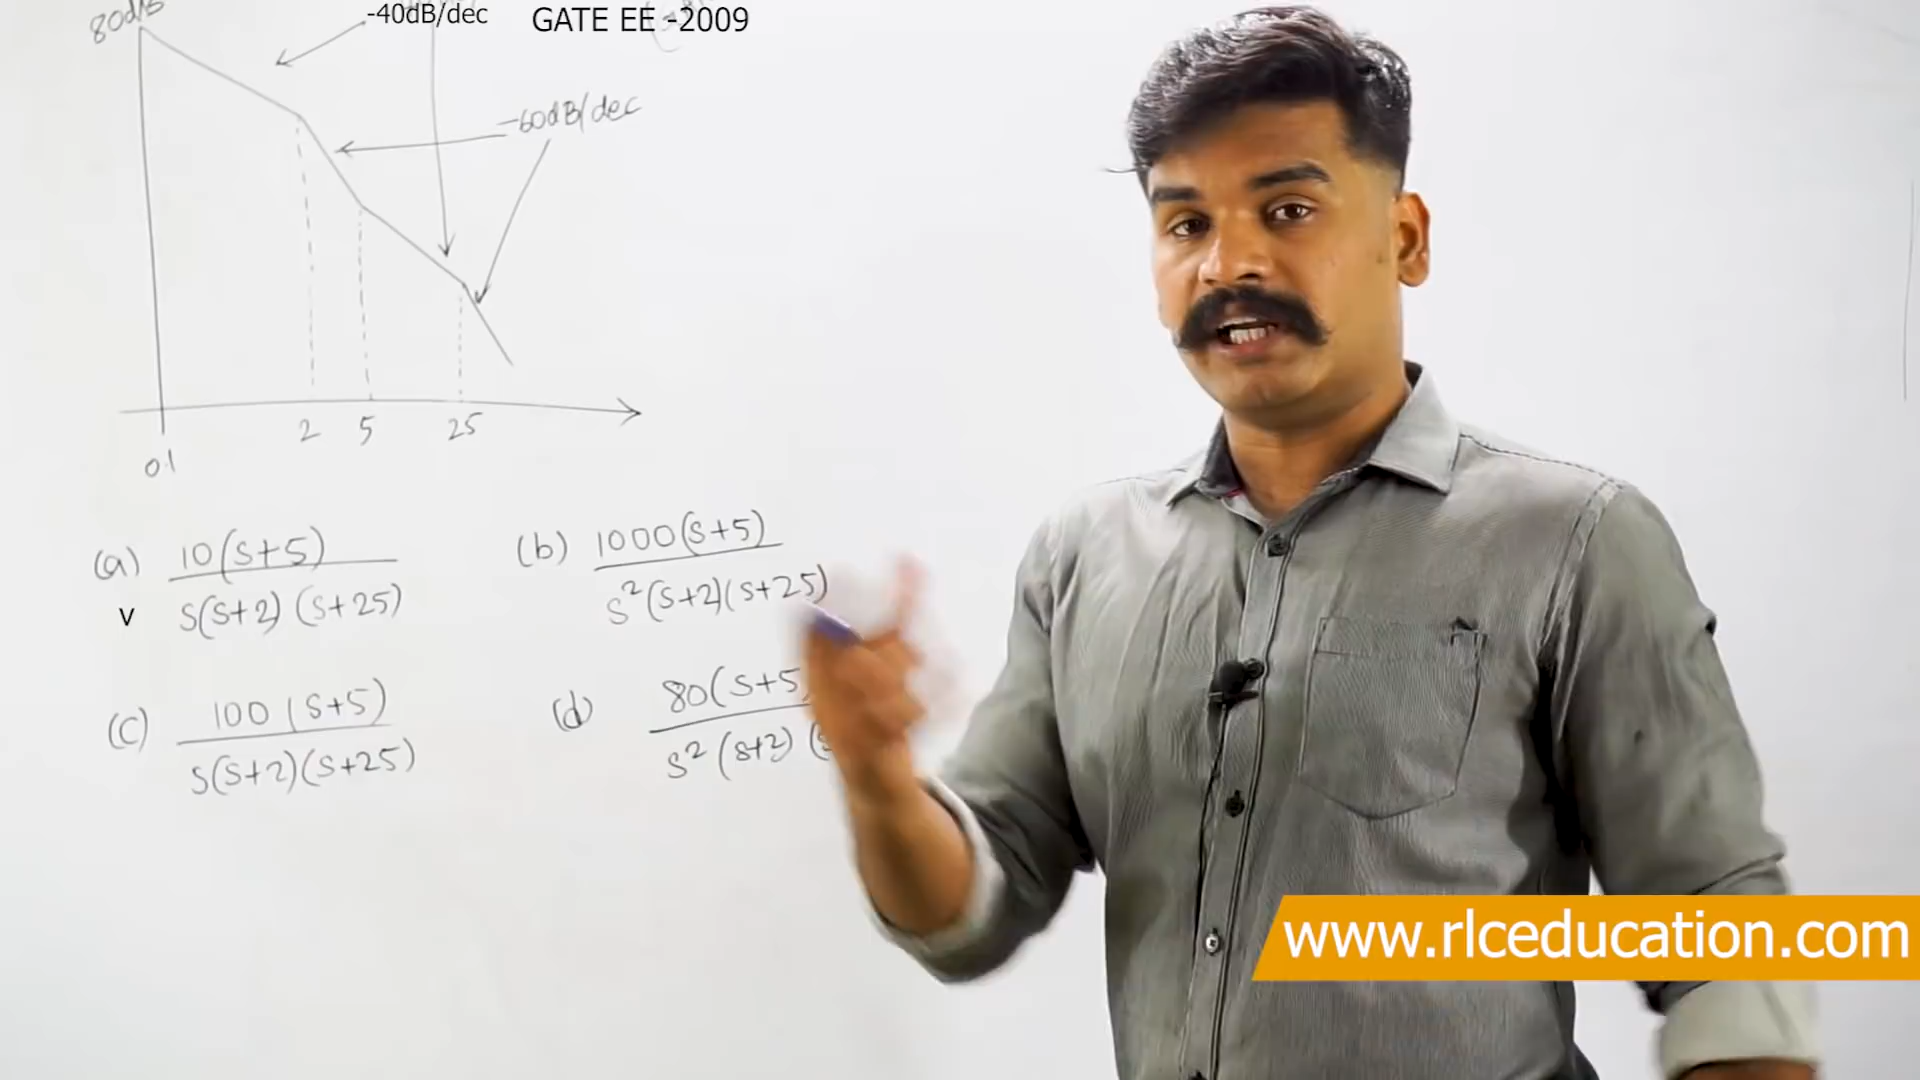 80dB
-40dB/dec
GATE EE -2009
-60dB/dec
2 5 25
0.1
(a) 10(s+5)
s(s+2) (s+25)
v
(b) 1000(s+5)
s²(s+2)(s+25)
(c) 100 (s+5)
s(s+2)(s+25)
(d) 80(s+5)
s² (s+2) (s
www.rlceducation.com